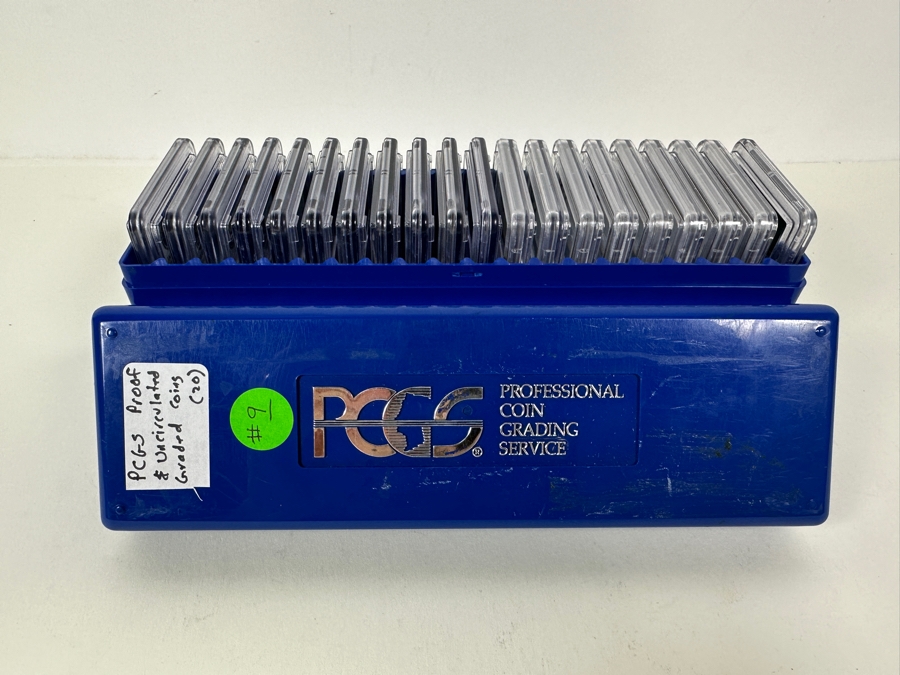 PCGS Proof
& Uncirculated
Graded Coins
(20)
#9
PCGS®
PROFESSIONAL
COIN
GRADING
SERVICE